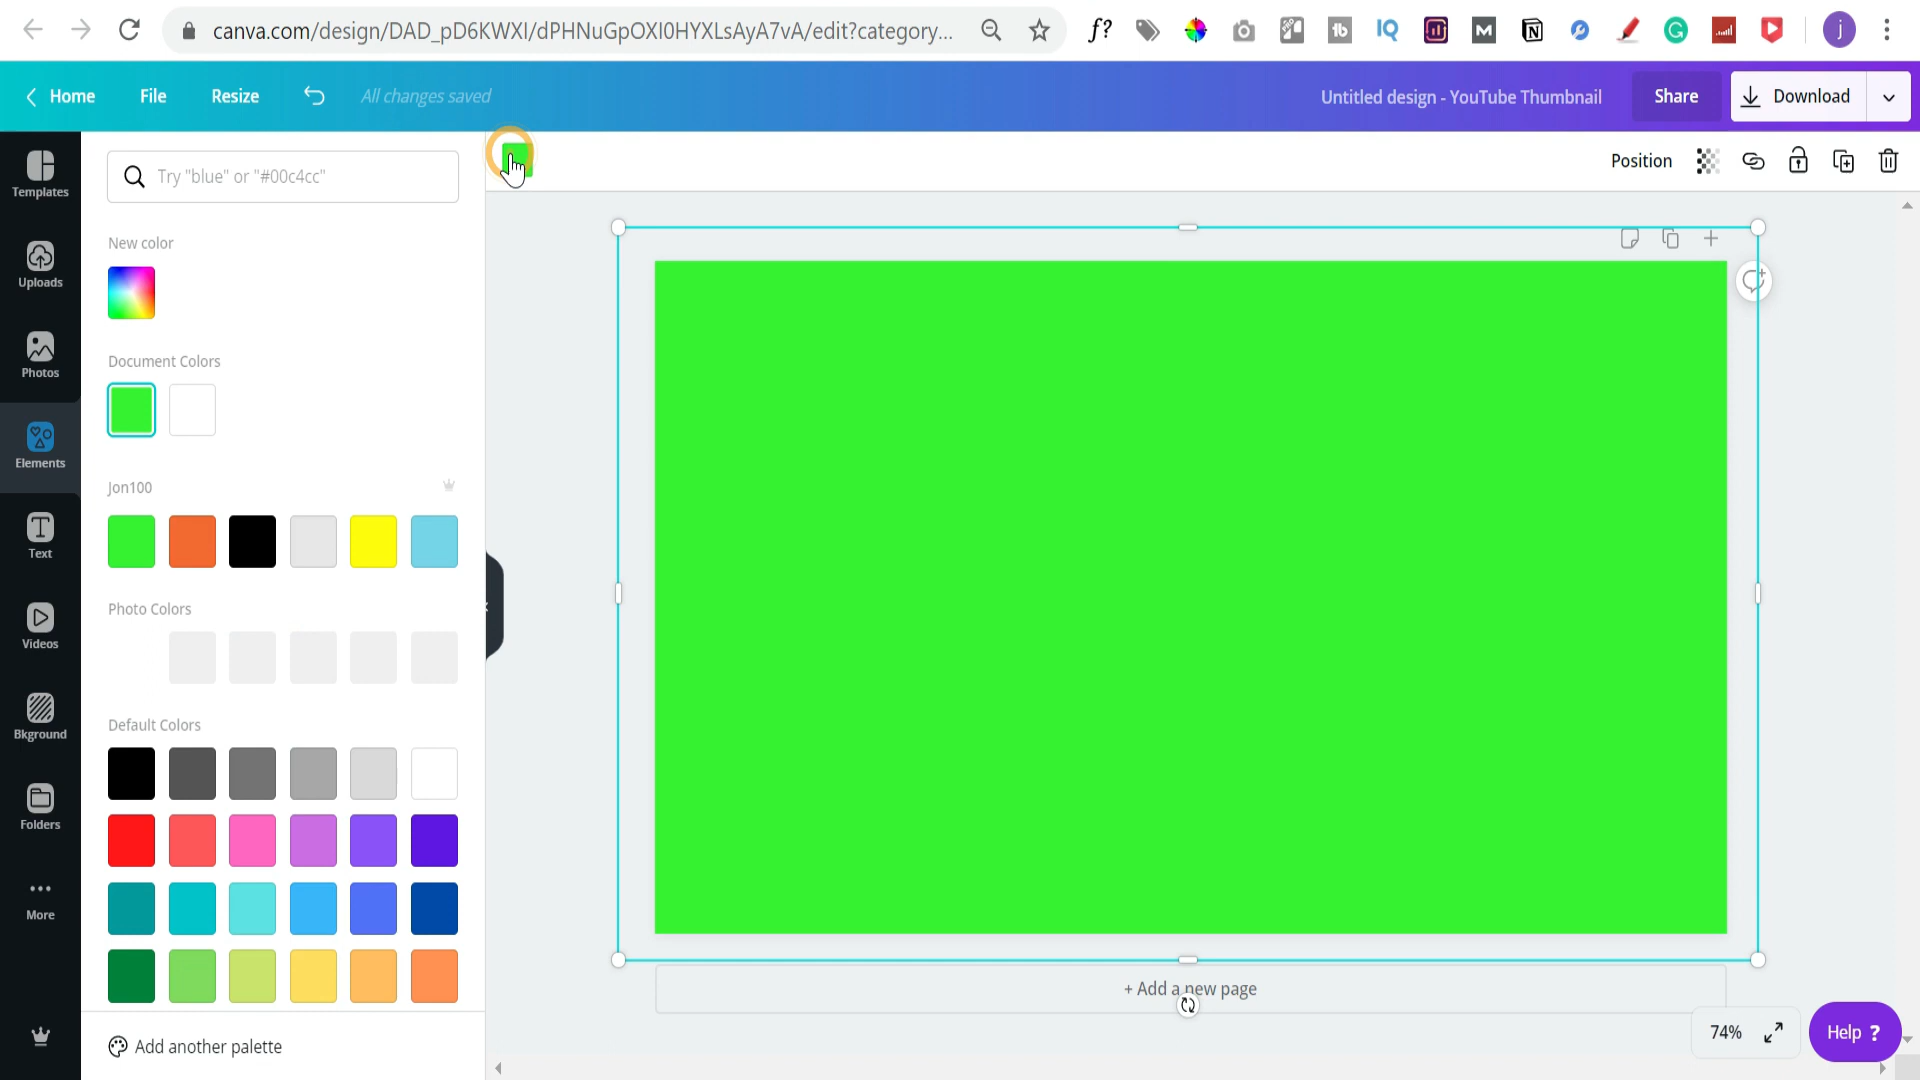 canva.com/design/DAD_pD6KWXI/dPHNuGpOXI0HYXLsAyA7vA/edit?category...
f?
tb
IQ
M
N
G
j
Home
File
Resize
All changes saved
Untitled design - YouTube Thumbnail
Share
Download
Templates
Uploads
Photos
Elements
Text
Videos
Bkground
Folders
More
Try "blue" or "#00c4cc"
New color
Document Colors
Jon100
Photo Colors
Default Colors
Add another palette
Position
+ Add a new page
74%
Help ?